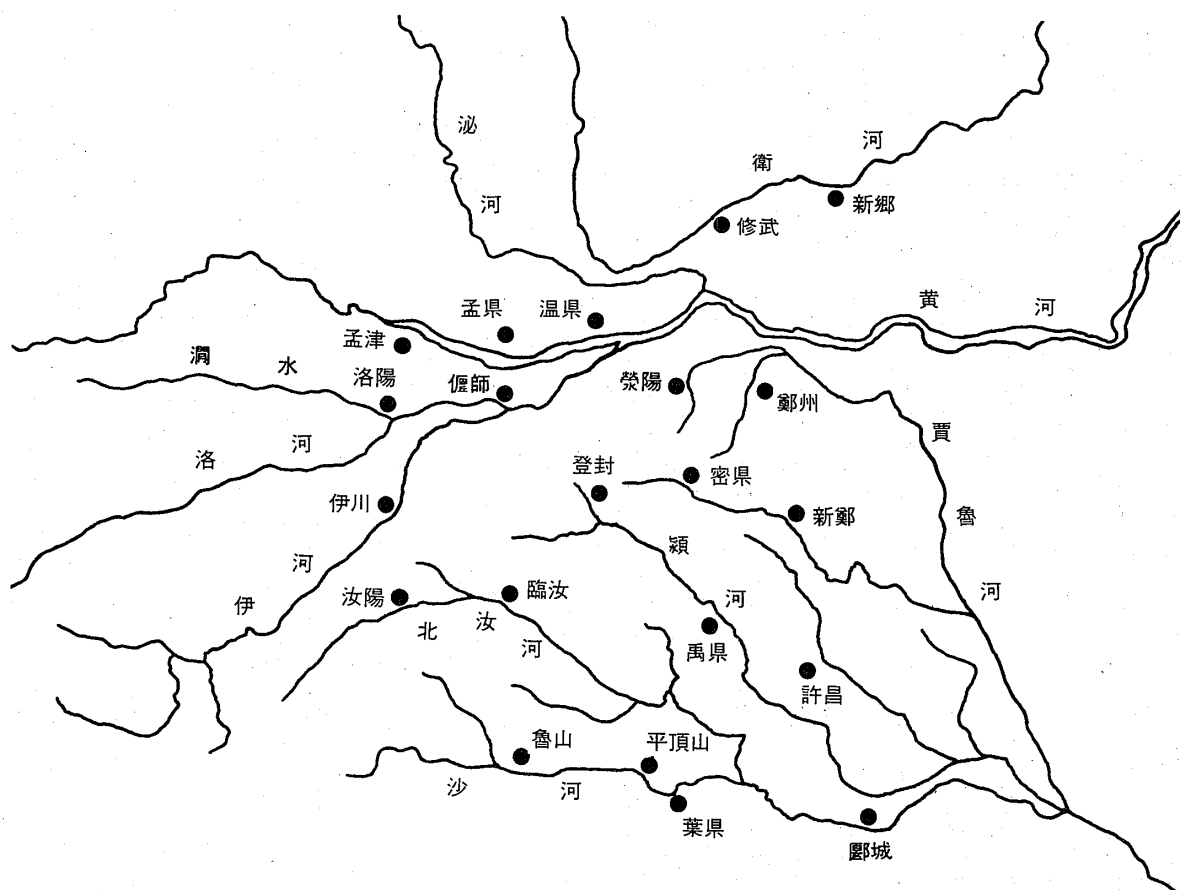 泌河
衛河
新郷
修武
孟県
温県
黄河
孟津
澗水
洛陽
偃師
滎陽
鄭州
洛河
賈魯河
登封
密県
伊川
新鄭
伊河
潁河
汝陽
臨汝
北汝河
禹県
許昌
魯山
平頂山
沙河
葉県
郾城